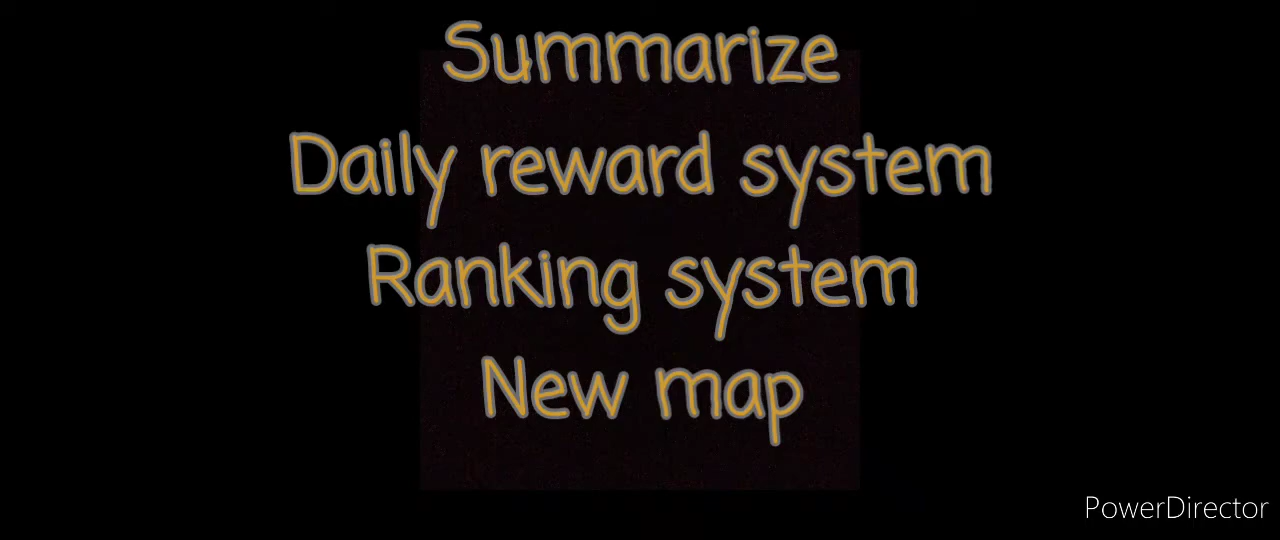 Summarize
Daily reward system
Ranking system
New map
PowerDirector